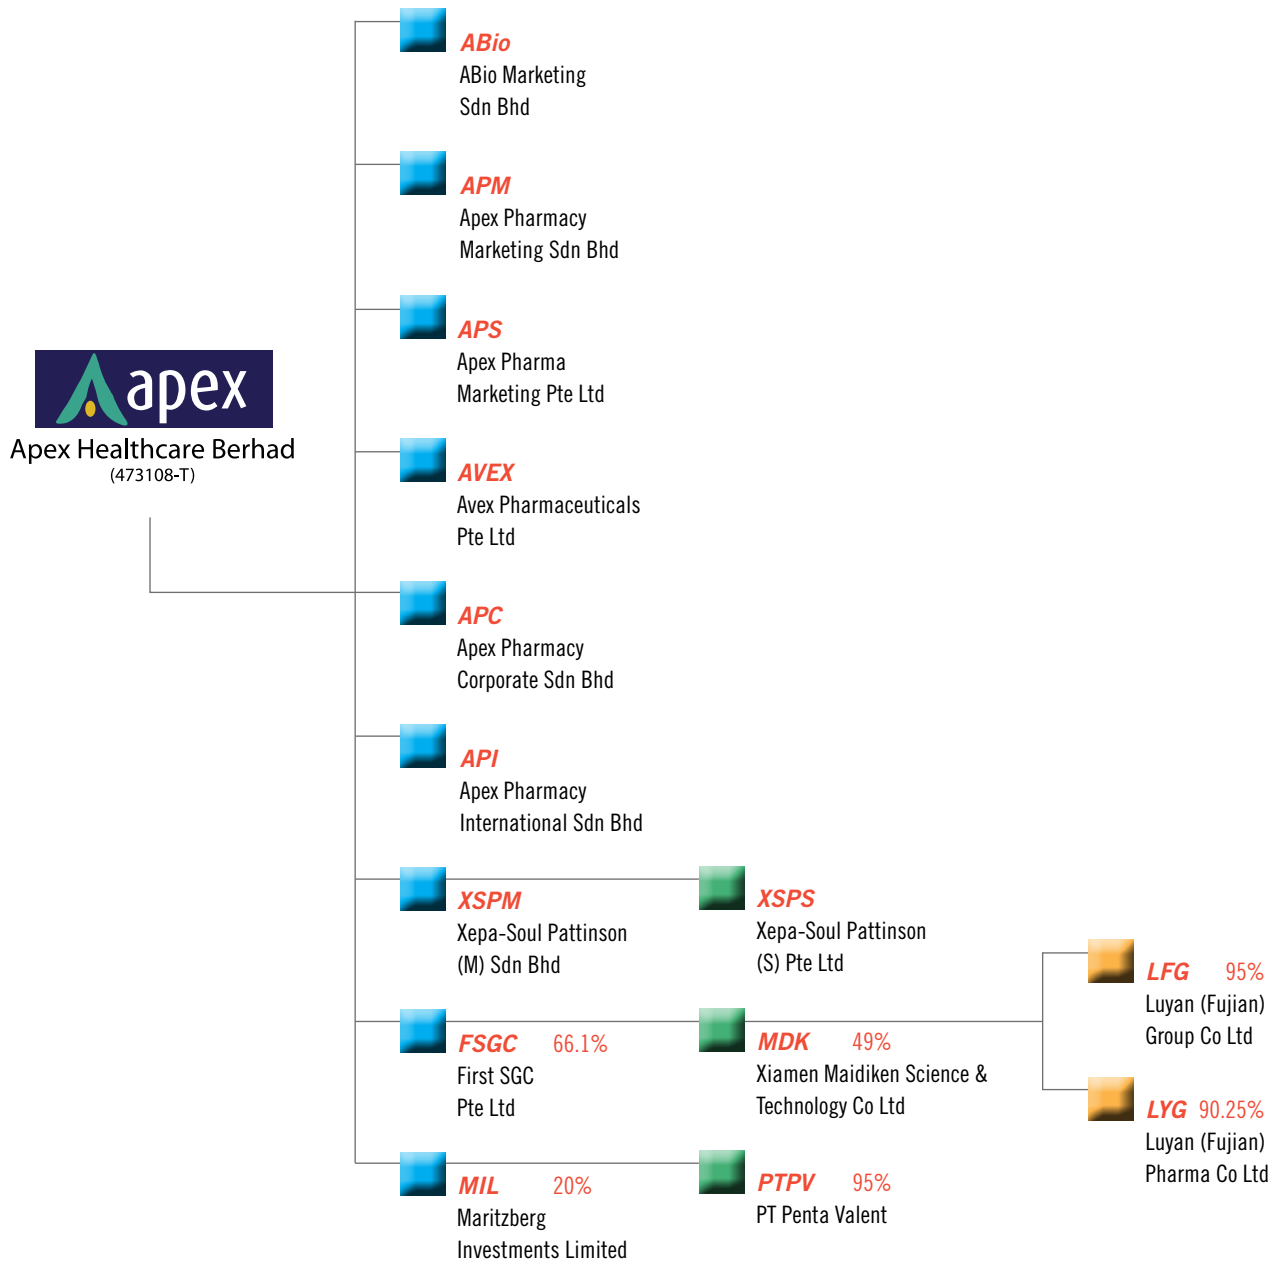 ABio
ABio Marketing
Sdn Bhd
APM
Apex Pharmacy
Marketing Sdn Bhd
APS
Apex Pharma
Marketing Pte Ltd
apex
Apex Healthcare Berhad
(473108-T)
AVEX
Avex Pharmaceuticals
Pte Ltd
APC
Apex Pharmacy
Corporate Sdn Bhd
API
Apex Pharmacy
International Sdn Bhd
XSPM
Xepa-Soul Pattinson
(M) Sdn Bhd
XSPS
Xepa-Soul Pattinson
(S) Pte Ltd
LFG 95%
Luyan (Fujian)
Group Co Ltd
FSGC 66.1%
First SGC
Pte Ltd
MDK 49%
Xiamen Maidiken Science &
Technology Co Ltd
LYG 90.25%
Luyan (Fujian)
Pharma Co Ltd
MIL 20%
Maritzberg
Investments Limited
PTPV 95%
PT Penta Valent